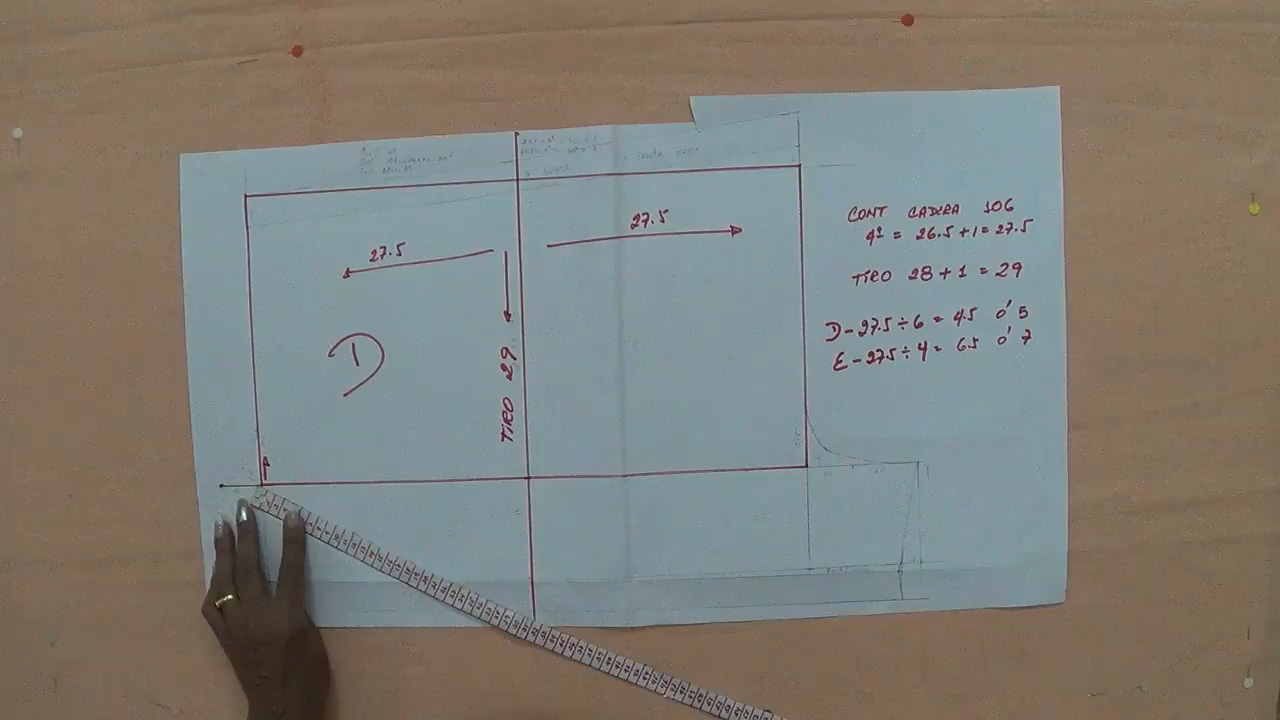 27.5
27.5
D
TIRO 29
CONT CADERA 106
4ª = 26.5+1=27.5
TIRO 28+1=29
D-27.5÷6=4.5 ó 5
E-27.5÷4=6.5 ó 7